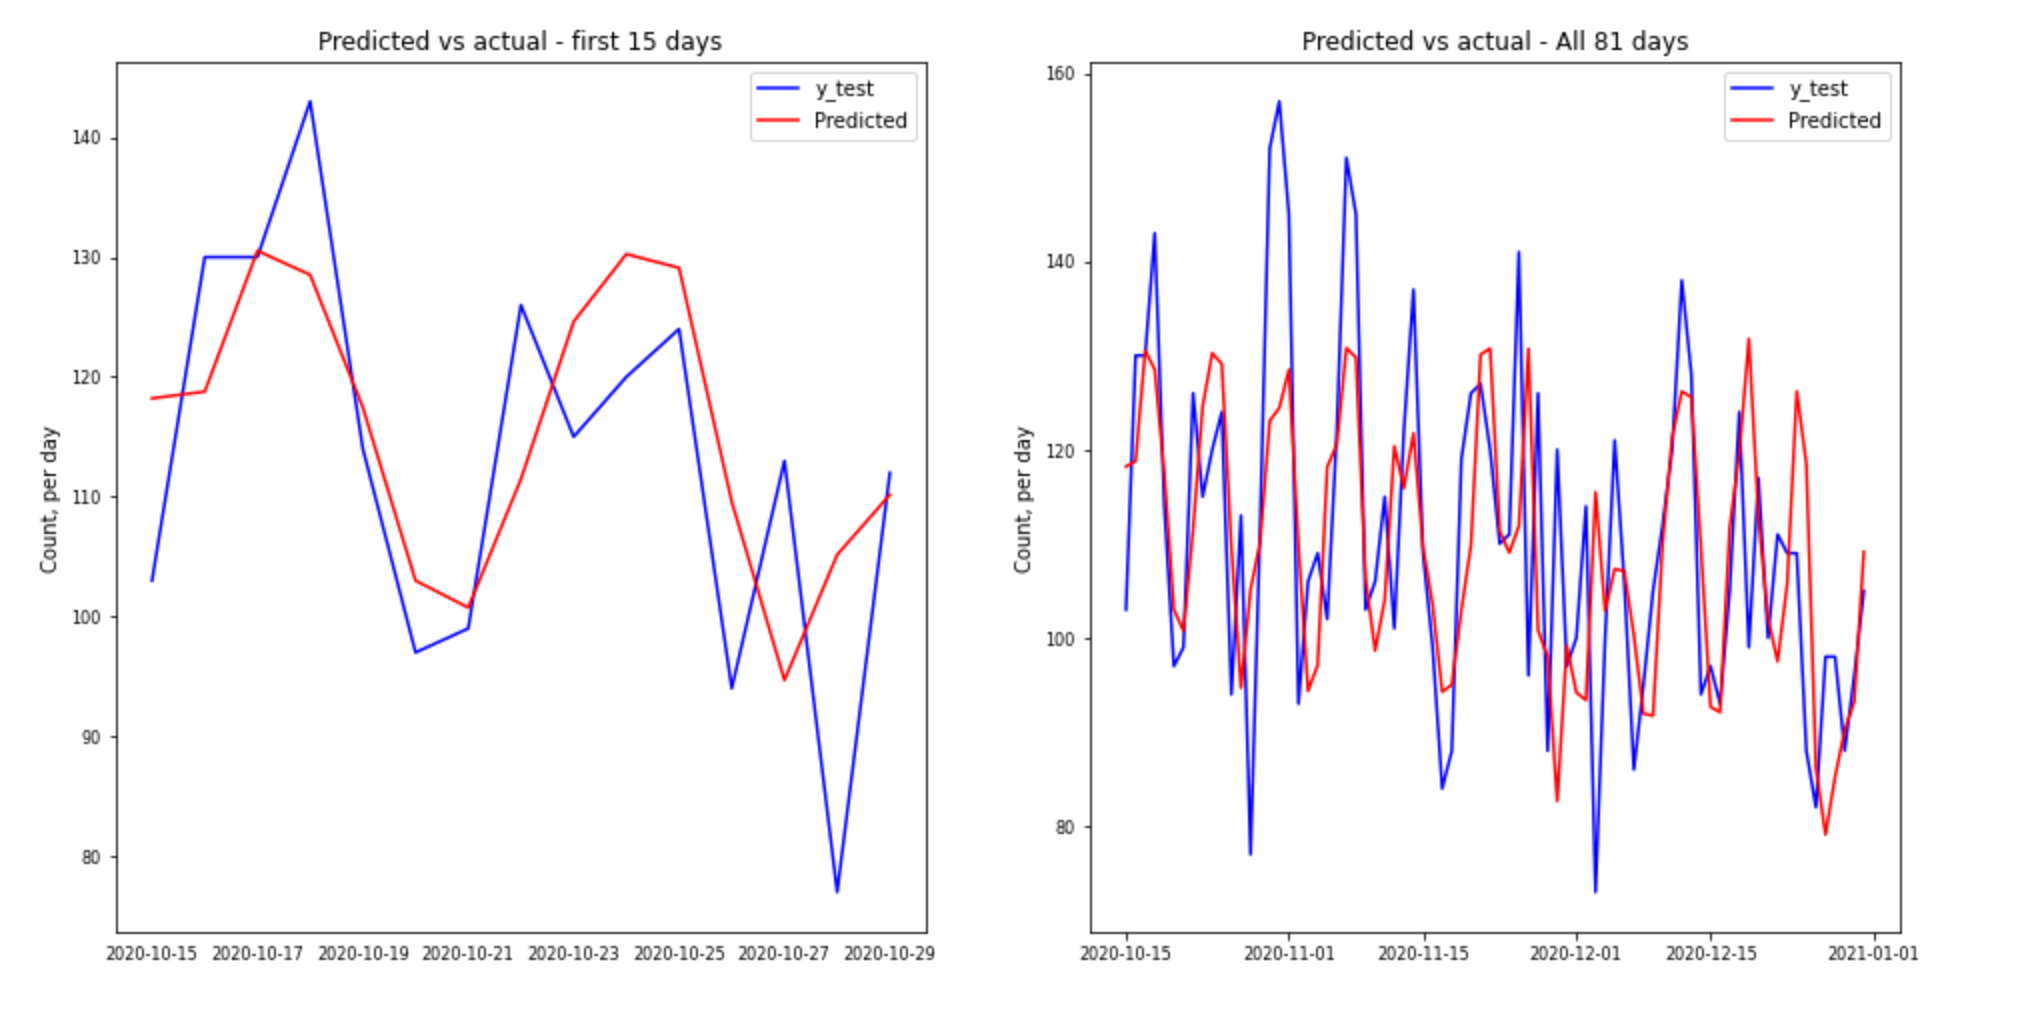 Predicted vs actual - first 15 days
y_test
Predicted
140
130
120
110
100
90
80
Count, per day
2020-10-15 2020-10-17 2020-10-19 2020-10-21 2020-10-23 2020-10-25 2020-10-27 2020-10-29
Predicted vs actual - All 81 days
y_test
Predicted
160
140
120
100
80
Count, per day
2020-10-15 2020-11-01 2020-11-15 2020-12-01 2020-12-15 2021-01-01